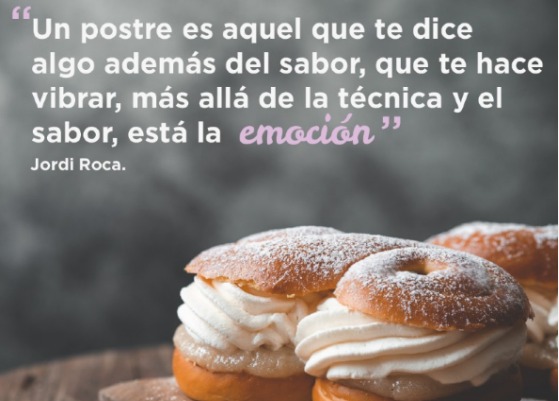 “Un postre es aquel que te dice
algo además del sabor, que te hace
vibrar, más allá de la técnica y el
sabor, está la emoción”
Jordi Roca.